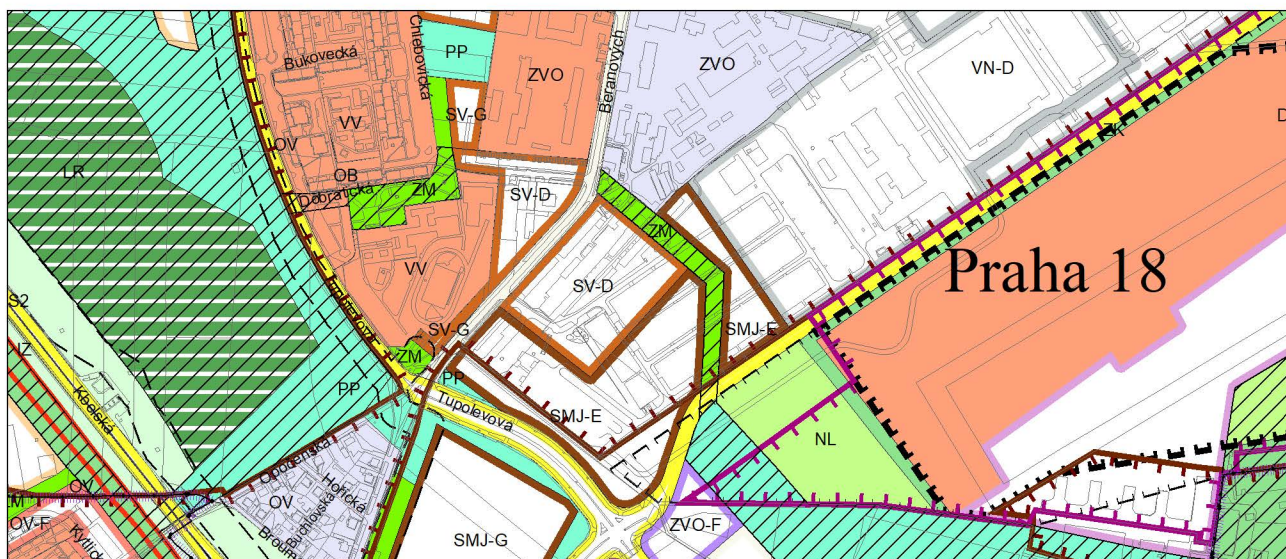 Chlebovická
PP
ZVO
Beranových
ZVO
VN-D
Bukovecká
VV
SV-G
OV
OB
Dobratická
ZM
LR
SV-D
VV
ZM
SV-D
Praha 18
S2
IZ
SV-G
ZM
PP
SMJ-E
PP
Kbelská
Tupolevova
SMJ-E
NL
OV
OV
Hořická
Buchlovská
OV-F
ZVO-F
SMJ-G